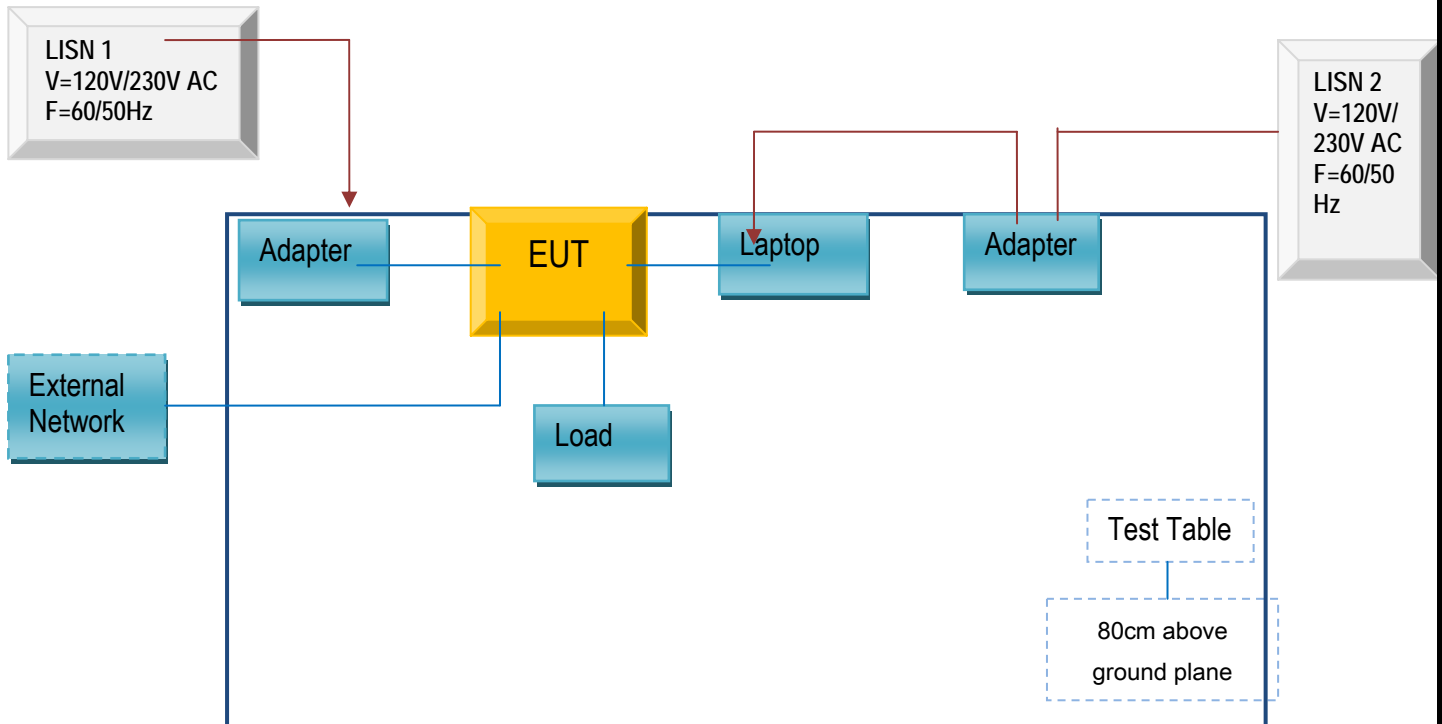 LISN 1
V=120V/230V AC
F=60/50Hz
LISN 2
V=120V/
230V AC
F=60/50
Hz
Adapter
EUT
Laptop
Adapter
External
Network
Load
Test Table
80cm above
ground plane